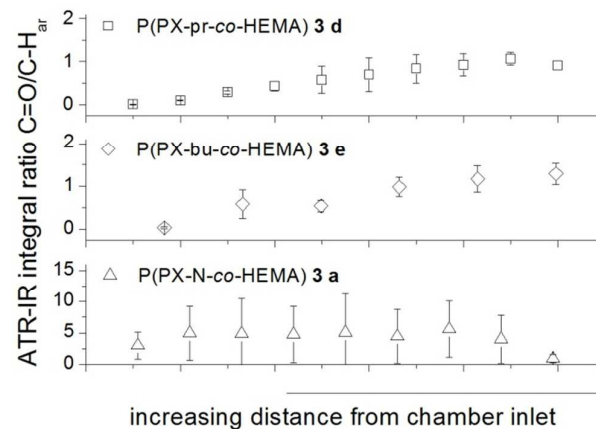 ATR-IR integral ratio C=O/C-Har
2
1
0
P(PX-pr-co-HEMA) 3 d
2
1
0
P(PX-bu-co-HEMA) 3 e
15
10
5
0
P(PX-N-co-HEMA) 3 a
increasing distance from chamber inlet